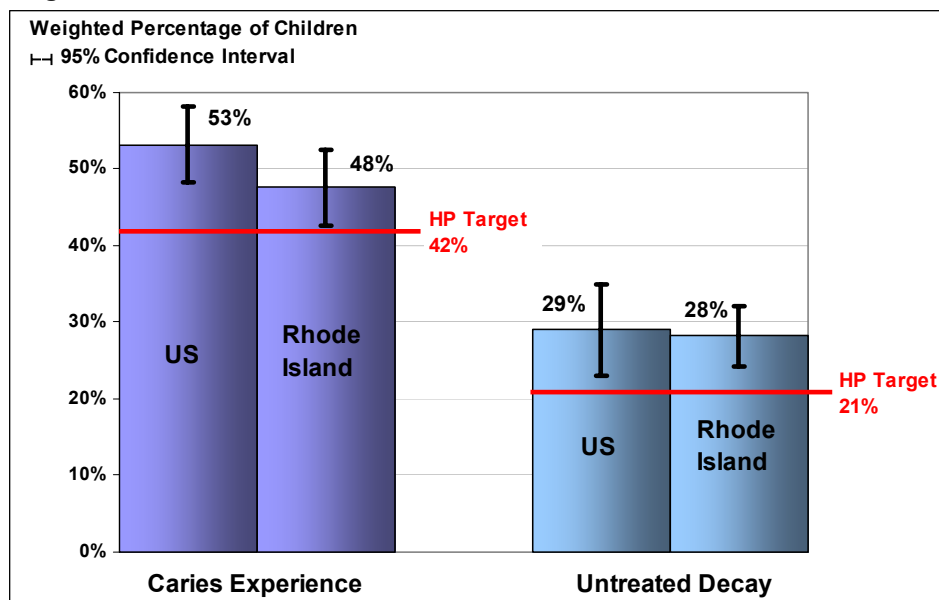 Weighted Percentage of Children
95% Confidence Interval
60%
50%
40%
30%
20%
10%
0%
53%
48%
HP Target
42%
US
Rhode
Island
29%
28%
HP Target
21%
US
Rhode
Island
Caries Experience
Untreated Decay